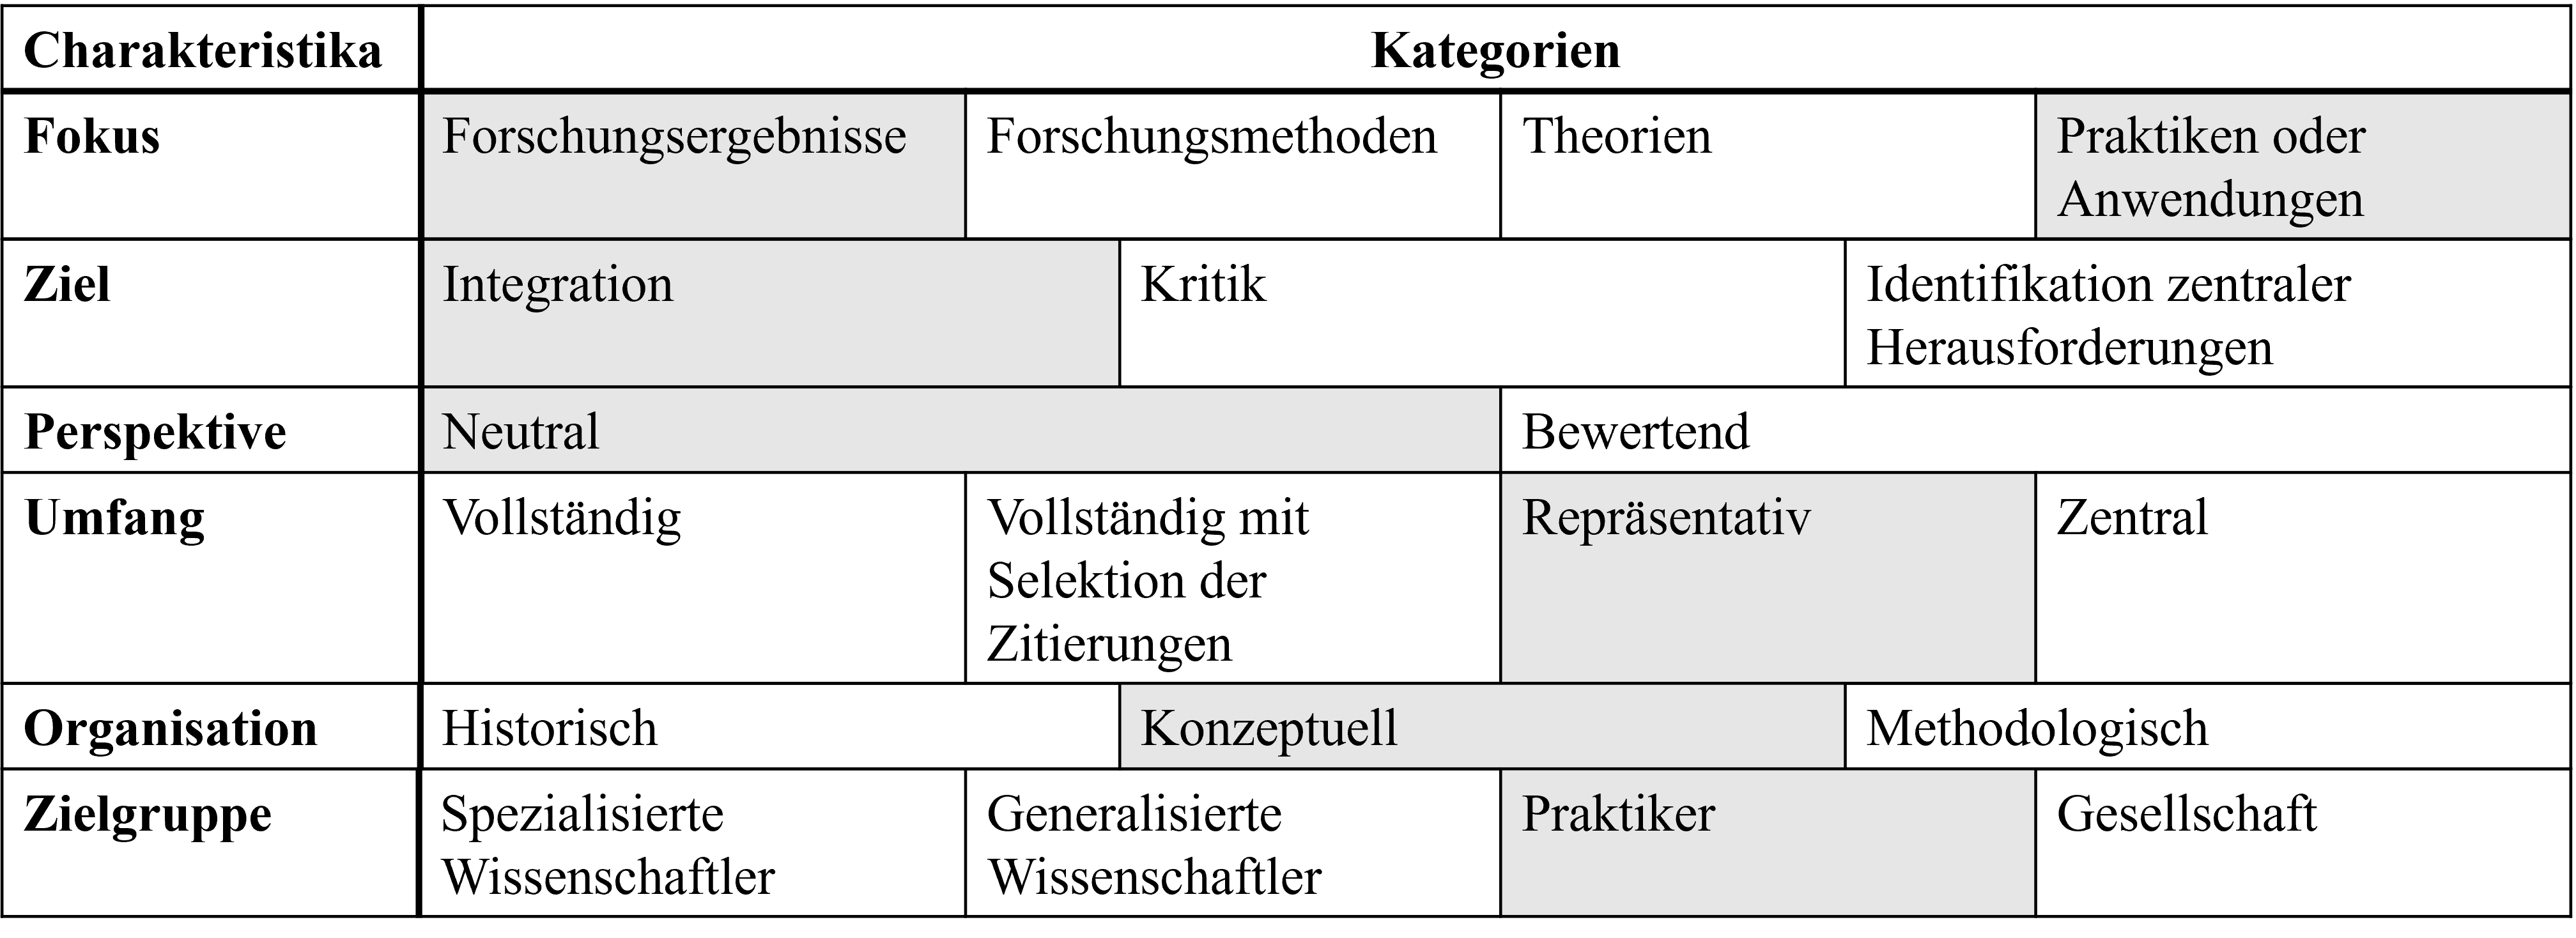 Charakteristika Kategorien
Fokus Forschungsergebnisse Forschungsmethoden Theorien Praktiken oder
Anwendungen
Ziel Integration Kritik Identifikation zentraler
Herausforderungen
Perspektive Neutral Bewertend
Umfang Vollständig Vollständig mit Repräsentativ Zentral
Selektion der
Zitierungen
Organisation Historisch Konzeptuell Methodologisch
Zielgruppe Spezialisierte Generalisierte Praktiker Gesellschaft
Wissenschaftler Wissenschaftler